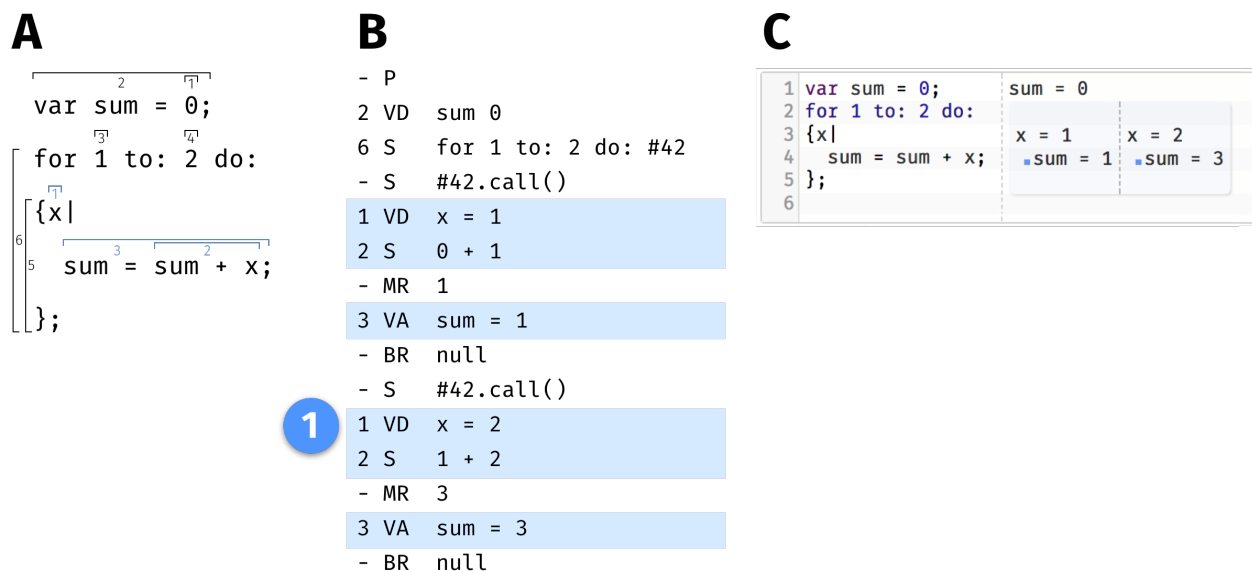 A
2 1
var sum = 0;
3 4
for 1 to: 2 do:
1
{x|
6 5 3 2
sum = sum + x;
};
B
- P
2 VD sum 0
6 S for 1 to: 2 do: #42
- S #42.call()
1 VD x = 1
2 S 0 + 1
- MR 1
3 VA sum = 1
- BR null
- S #42.call()
1
1 VD x = 2
2 S 1 + 2
- MR 3
3 VA sum = 3
- BR null
C
1 var sum = 0; sum = 0
2 for 1 to: 2 do:
3 {x| x = 1 x = 2
4 sum = sum + x; sum = 1 sum = 3
5 };
6